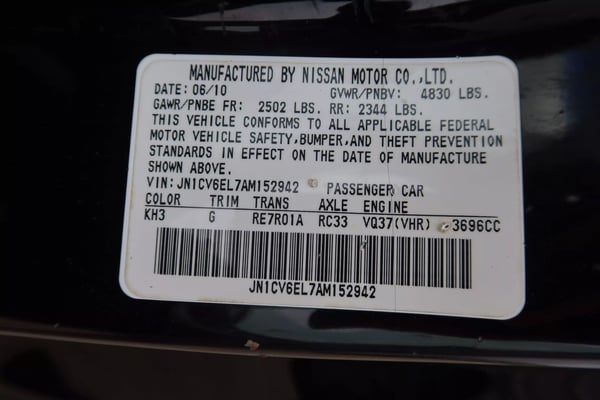 MANUFACTURED BY NISSAN MOTOR CO.,LTD.
DATE: 06/10 GVWR/PNBV: 4830 LBS.
GAWR/PNBE FR: 2502 LBS. RR: 2344 LBS.
THIS VEHICLE CONFORMS TO ALL APPLICABLE FEDERAL
MOTOR VEHICLE SAFETY,BUMPER,AND THEFT PREVENTION
STANDARDS IN EFFECT ON THE DATE OF MANUFACTURE
SHOWN ABOVE.
VIN: JN1CV6EL7AM152942 PASSENGER CAR
COLOR TRIM TRANS AXLE ENGINE
KH3 G RE7R01A RC33 VQ37(VHR) 3696CC
JN1CV6EL7AM152942